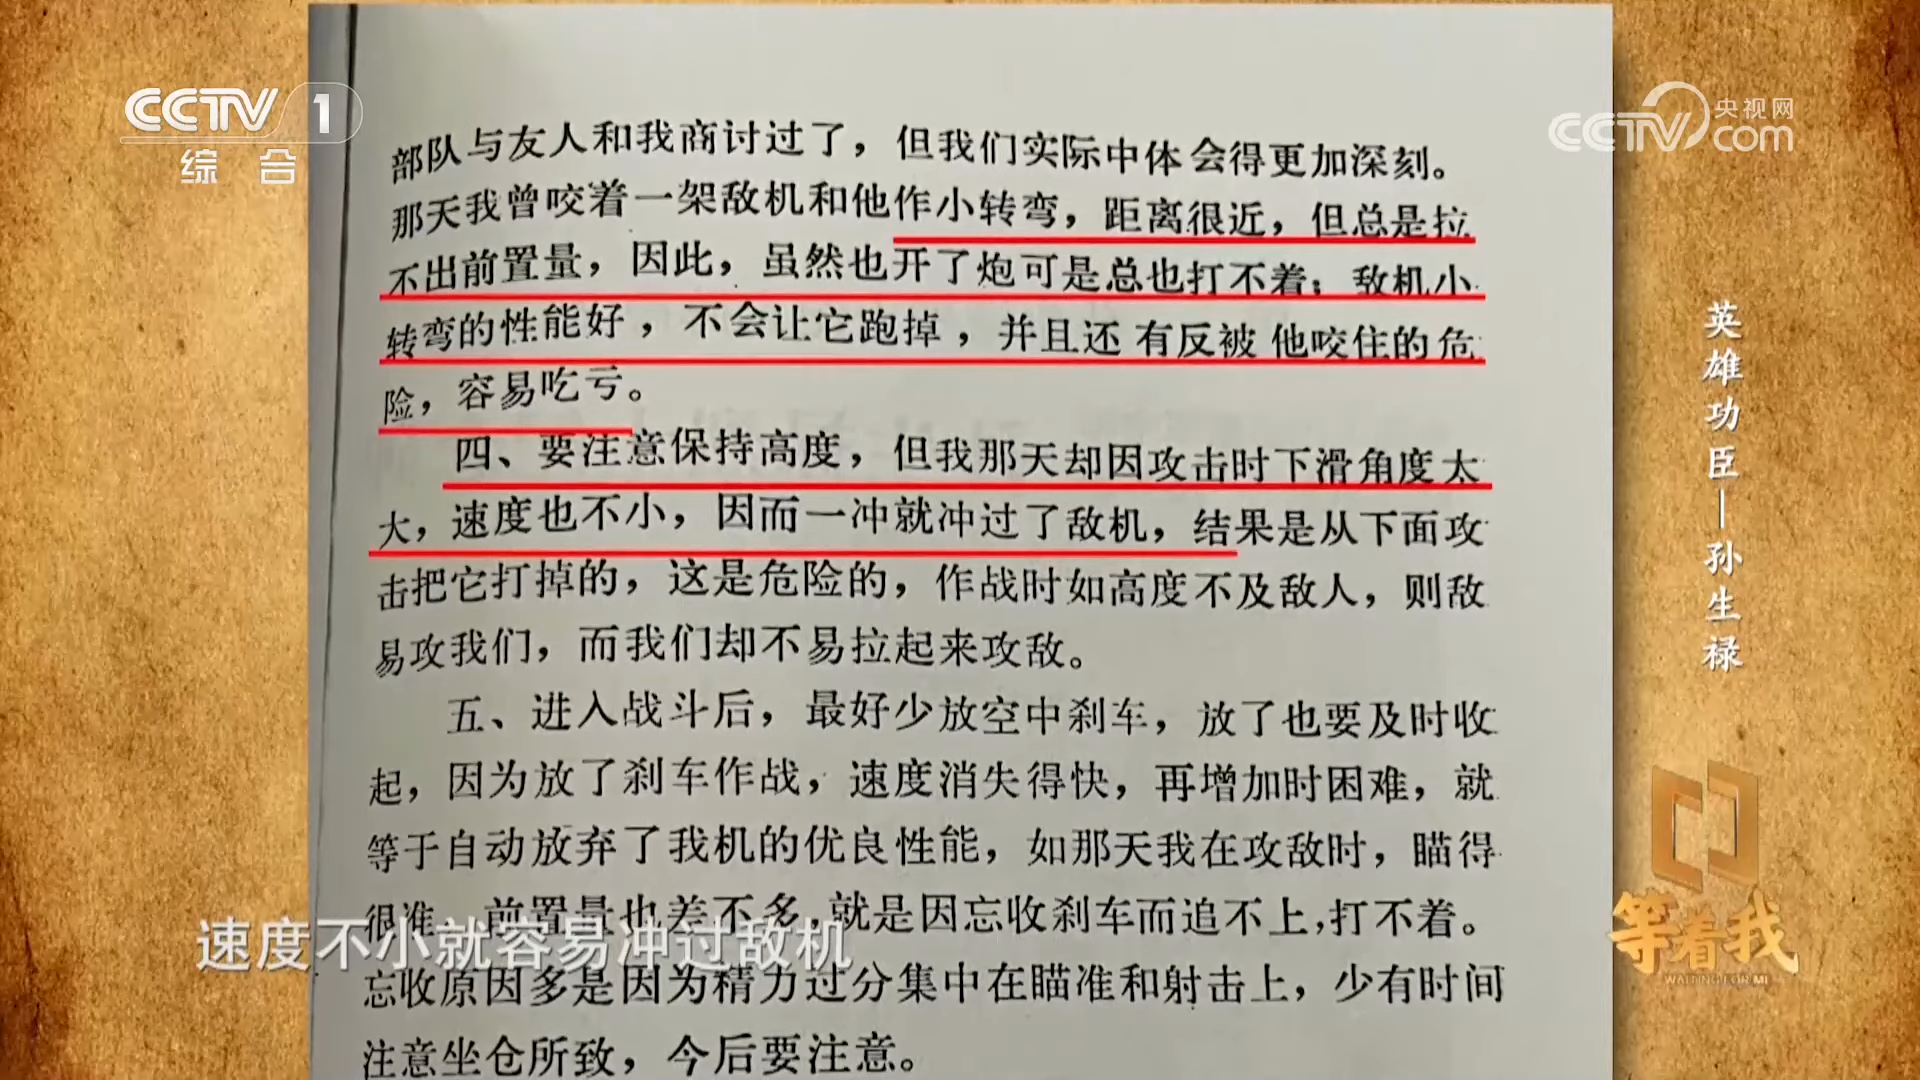 CCTV 1
综 合
央视网
CCTV com
部队与友人和我商讨过了，但我们实际中体会得更加深刻。
那天我曾咬着一架敌机和他作小转弯，距离很近，但总是拉
不出前置量，因此，虽然也开了炮可是总也打不着；敌机小
转弯的性能好，不会让它跑掉，并且还有反被他咬住的危
险，容易吃亏。
四、要注意保持高度，但我那天却因攻击时下滑角度太
大，速度也不小，因而一冲就冲过了敌机，结果是从下面攻
击把它打掉的，这是危险的，作战时如高度不及敌人，则敌
易攻我们，而我们却不易拉起来攻敌。
五、进入战斗后，最好少放空中刹车，放了也要及时收
起，因为放了刹车作战，速度消失得快，再增加时困难，就
等于自动放弃了我机的优良性能，如那天我在攻敌时，瞄得
很准 前置量也差不多，就是因忘收刹车而追不上，打不着。
忘收原因多是因为精力过分集中在瞄准和射击上，少有时间
注意坐仓所致，今后要注意。
速度不小就容易冲过敌机
英雄功臣—孙生禄
等着我
WAITING FOR ME